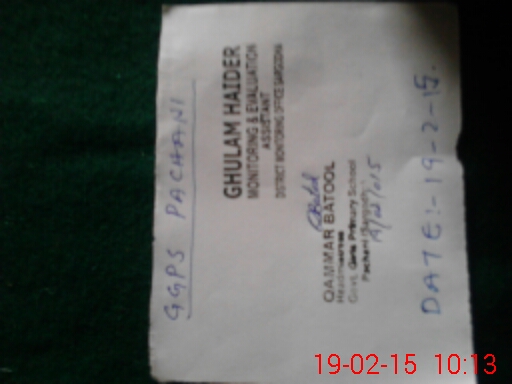 GGPS PACHANI
GHULAM HAIDER
MONITORING & EVALUATION
ASSISTANT
DISTRICT MONITORING OFFICE SARGODHA
QAMMAR BATOOL
Headmistress
Govt. Girls Primary School
Pachani (Sargodha)
DATE:- 19-2-15.
19-02-15 10:13